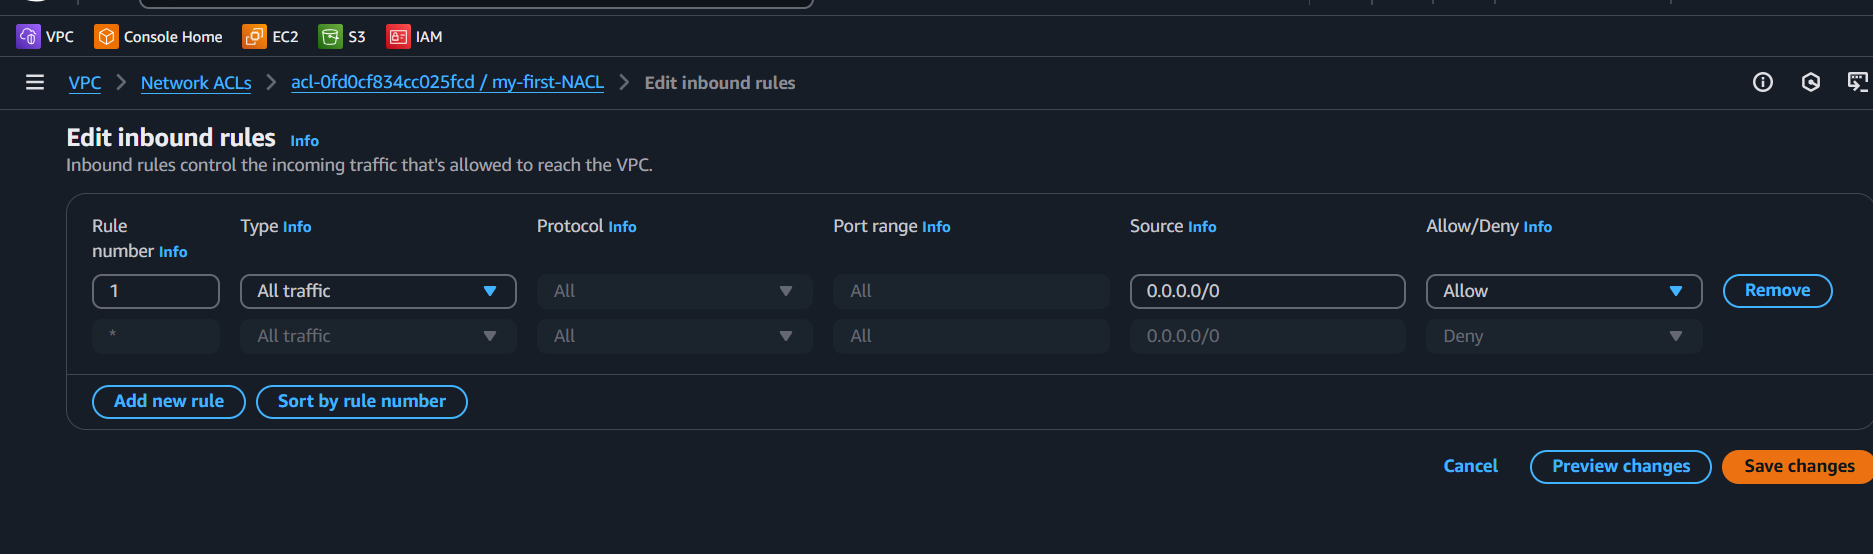 VPC Console Home EC2 S3 IAM
VPC > Network ACLs > acl-0fd0cf834cc025fcd / my-first-NACL > Edit inbound rules
Edit inbound rules Info
Inbound rules control the incoming traffic that's allowed to reach the VPC.
Rule number Info Type Info Protocol Info Port range Info Source Info Allow/Deny Info
1 All traffic All All 0.0.0.0/0 Allow Remove
* All traffic All All 0.0.0.0/0 Deny
Add new rule Sort by rule number
Cancel Preview changes Save changes